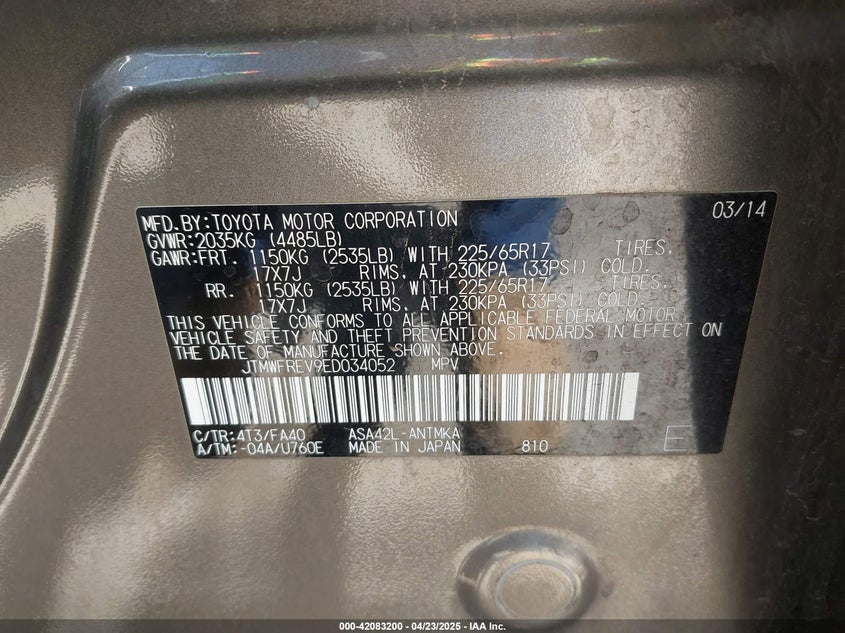 MFD.BY:TOYOTA MOTOR CORPORATION 03/14
GVWR:2035KG (4485LB)
GAWR:FRT. 1150KG (2535LB) WITH 225/65R17 TIRES.
17X7J RIMS. AT 230KPA (33PSI) COLD.
RR. 1150KG (2535LB) WITH 225/65R17 TIRES.
17X7J RIMS. AT 230KPA (33PSI) COLD.
THIS VEHICLE CONFORMS TO ALL APPLICABLE FEDERAL MOTOR
VEHICLE SAFETY AND THEFT PREVENTION STANDARDS IN EFFECT ON
THE DATE OF MANUFACTURE SHOWN ABOVE.
JTMWFREV9ED034052 MPV
C/TR:4T3/FA40 ASA42L-ANTMKA
A/TM:-04A/U760E MADE IN JAPAN 810 E
000-42083200 - 04/23/2025 - IAA Inc.